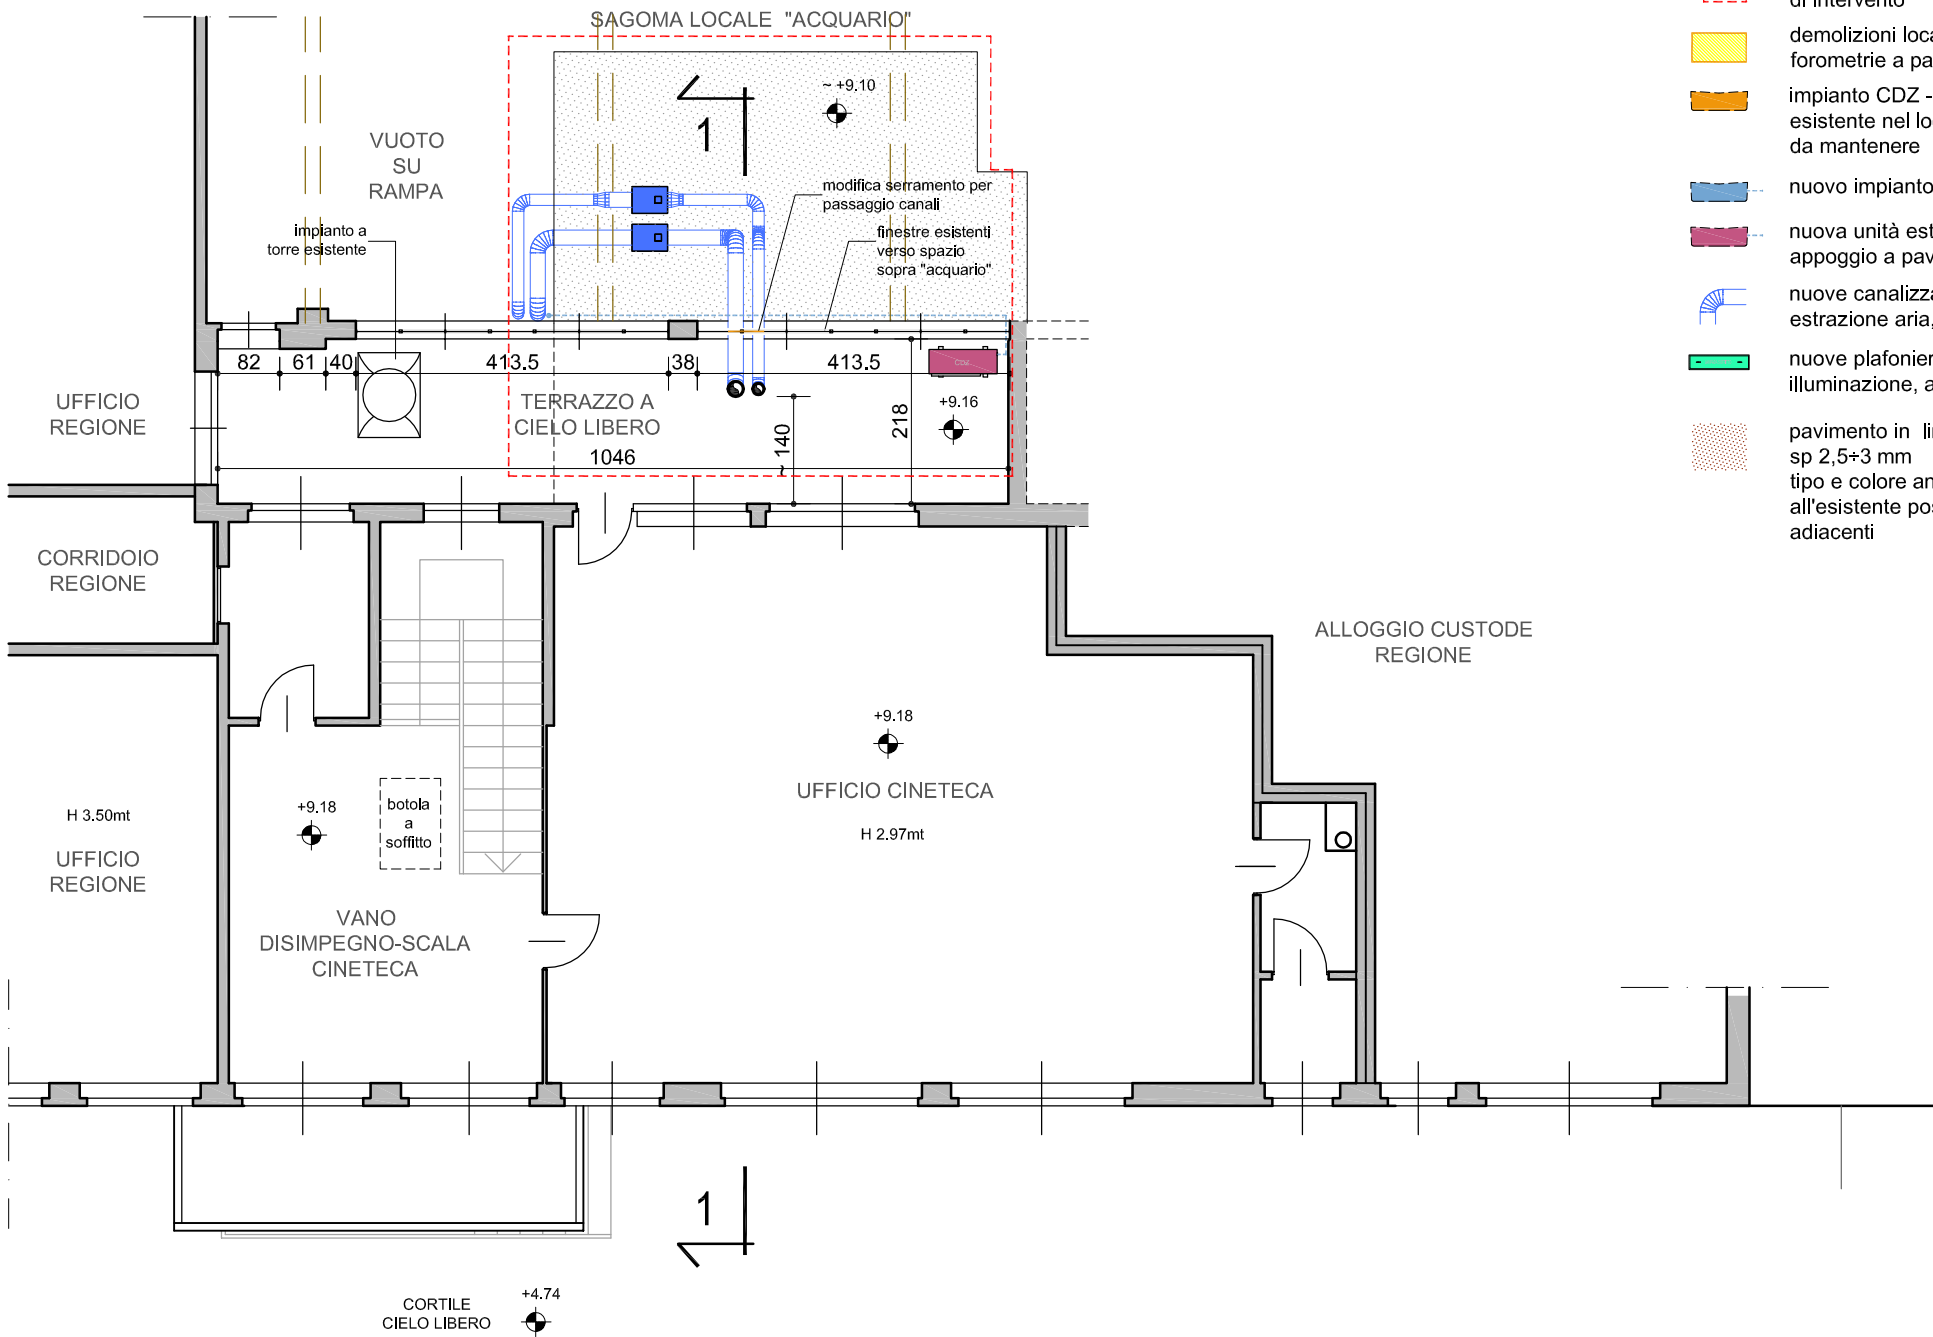 SAGOMA LOCALE "ACQUARIO"
~ +9.10
1
VUOTO
SU
RAMPA
modifica serramento per
passaggio canali
impianto a
torre esistente
finestre esistenti
verso spazio
sopra "acquario"
82
61
40
413.5
38
413.5
CDZ
UFFICIO
REGIONE
TERRAZZO A
CIELO LIBERO
+9.16
218
~ 140
1046
CORRIDOIO
REGIONE
ALLOGGIO CUSTODE
REGIONE
+9.18
UFFICIO CINETECA
H 2.97mt
+9.18
botola
a
soffitto
H 3.50mt
UFFICIO
REGIONE
VANO
DISIMPEGNO-SCALA
CINETECA
1
CORTILE
CIELO LIBERO
+4.74
di intervento
demolizioni loca
forometrie a pa
impianto CDZ -
esistente nel lo
da mantenere
nuovo impianto
nuova unità est
appoggio a pav
nuove canalizza
estrazione aria,
nuove plafonier
illuminazione, a
pavimento in li
sp 2,5÷3 mm
tipo e colore an
all'esistente pos
adiacenti